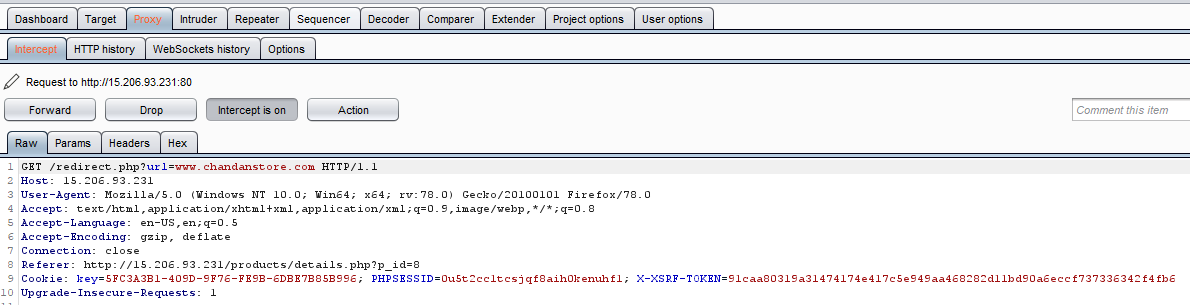 Dashboard Target Proxy Intruder Repeater Sequencer Decoder Comparer Extender Project options User options
Intercept HTTP history WebSockets history Options
Request to http://15.206.93.231:80
Forward Drop Intercept is on Action Comment this item
Raw Params Headers Hex
1 GET /redirect.php?url=www.chandanstore.com HTTP/1.1
2 Host: 15.206.93.231
3 User-Agent: Mozilla/5.0 (Windows NT 10.0; Win64; x64; rv:78.0) Gecko/20100101 Firefox/78.0
4 Accept: text/html,application/xhtml+xml,application/xml;q=0.9,image/webp,*/*;q=0.8
5 Accept-Language: en-US,en;q=0.5
6 Accept-Encoding: gzip, deflate
7 Connection: close
8 Referer: http://15.206.93.231/products/details.php?p_id=8
9 Cookie: key=5FC3A3B1-409D-9F76-FE9B-6DBE7B85B996; PHPSESSID=0u5t2cc1tcsjqf8aih0kenuhf1; X-XSRF-TOKEN=91caa80319a31474174e417c5e949aa468282d11bd90a6eccf737336342f4fb6
10 Upgrade-Insecure-Requests: 1